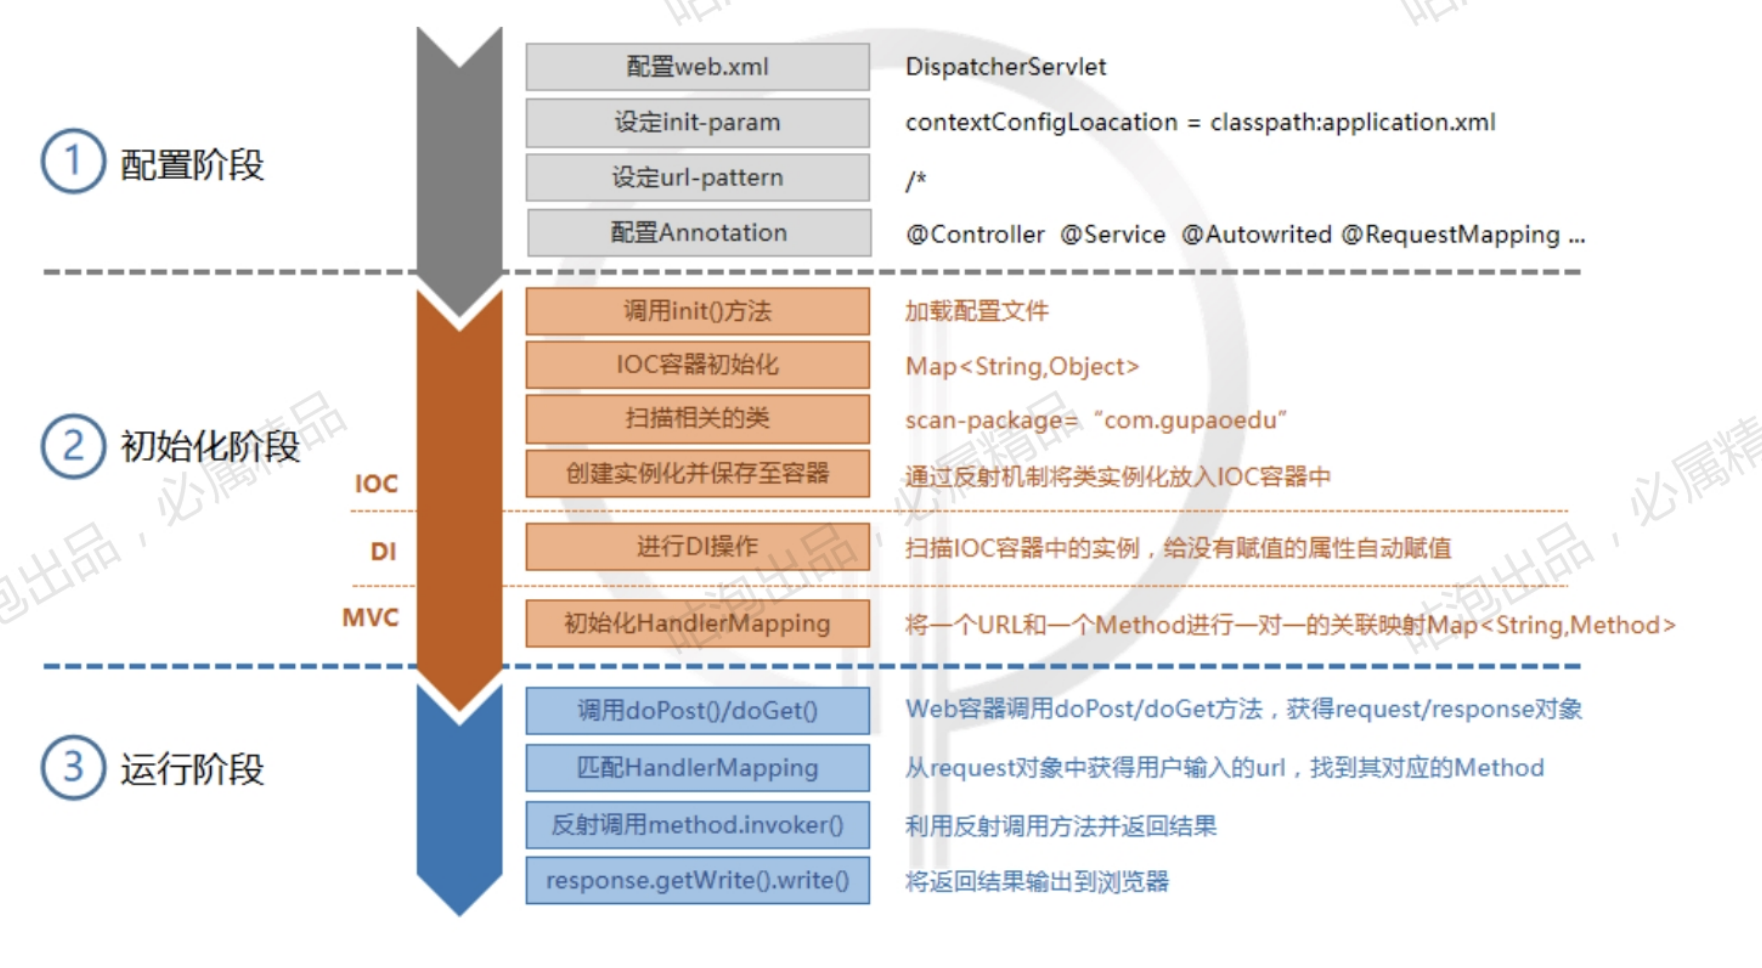 配置web.xml DispatcherServlet
设定init-param contextConfigLoacation = classpath:application.xml
① 配置阶段
设定url-pattern /*
配置Annotation @Controller @Service @Autowrited @RequestMapping ...
调用init()方法 加载配置文件
IOC容器初始化 Map<String,Object>
扫描相关的类 scan-package= “com.gupaoedu”
② 初始化阶段
IOC 创建实例化并保存至容器 通过反射机制将类实例化放入IOC容器中
DI 进行DI操作 扫描IOC容器中的实例，给没有赋值的属性自动赋值
MVC 初始化HandlerMapping 将一个URL和一个Method进行一对一的关联映射Map<String,Method>
调用doPost()/doGet() Web容器调用doPost/doGet方法，获得request/response对象
③ 运行阶段
匹配HandlerMapping 从request对象中获得用户输入的url，找到其对应的Method
反射调用method.invoker() 利用反射调用方法并返回结果
response.getWrite().write() 将返回结果输出到浏览器
咕泡出品，必属精品